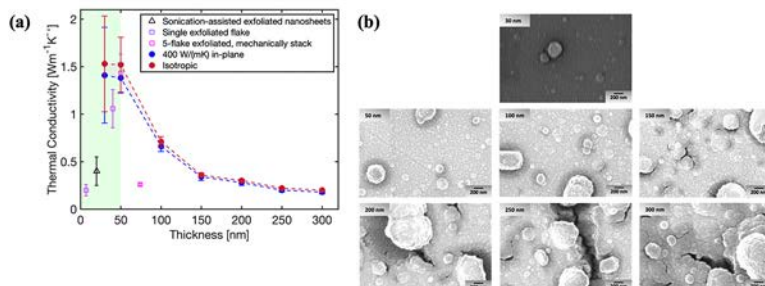 (a)
Thermal Conductivity [Wm⁻¹K⁻¹]
2
1.5
1
0.5
0
Sonication-assisted exfoliated nanosheets
Single exfoliated flake
5-flake exfoliated, mechanically stack
400 W/(mK) in-plane
Isotropic
0 50 100 150 200 250 300
Thickness [nm]
(b)
30 nm
200 nm
50 nm
200 nm
100 nm
200 nm
150 nm
200 nm
200 nm
200 nm
250 nm
200 nm
300 nm
200 nm